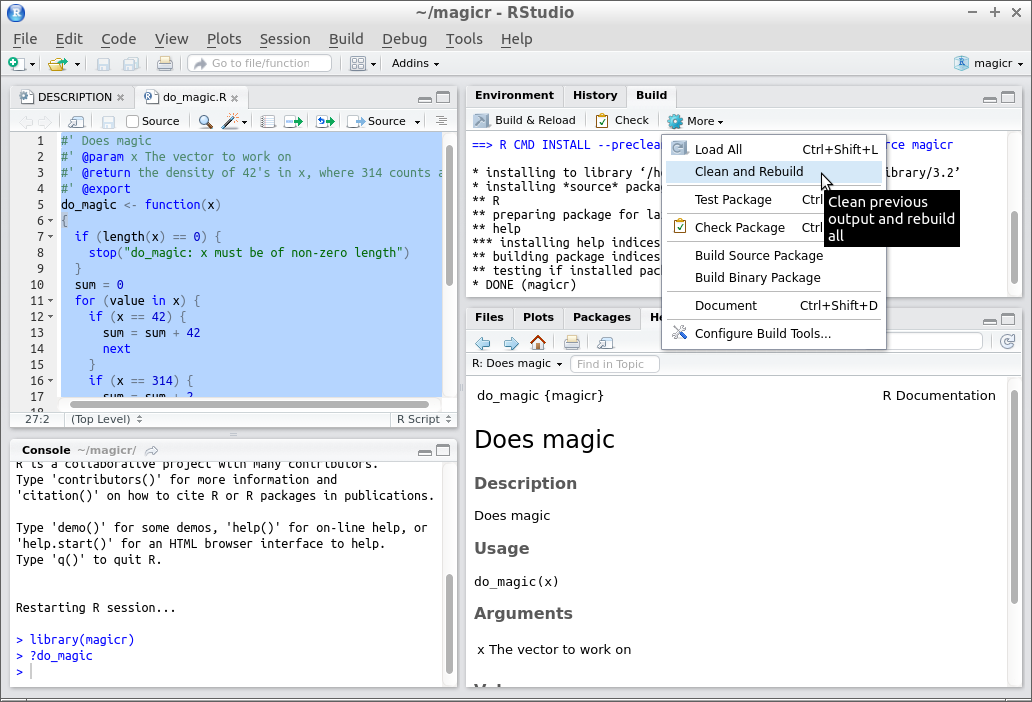 ~/magicr - RStudio
File Edit Code View Plots Session Build Debug Tools Help
Go to file/function Addins magicr
DESCRIPTION do_magic.R
Source Source
1 #' Does magic
2 #' @param x The vector to work on
3 #' @return the density of 42's in x, where 314 counts a
4 #' @export
5 do_magic <- function(x)
6 {
7 if (length(x) == 0) {
8 stop("do_magic: x must be of non-zero length")
9 }
10 sum = 0
11 for (value in x) {
12 if (x == 42) {
13 sum = sum + 42
14 next
15 }
16 if (x == 314) {
17 sum = sum + 2
18
27:2 (Top Level) R Script
Console ~/magicr/
R is a collaborative project with many contributors.
Type 'contributors()' for more information and
'citation()' on how to cite R or R packages in publications.
Type 'demo()' for some demos, 'help()' for on-line help, or
'help.start()' for an HTML browser interface to help.
Type 'q()' to quit R.
Restarting R session...
> library(magicr)
> ?do_magic
>
Environment History Build
Build & Reload Check More
==> R CMD INSTALL --preclea rce magicr
* installing to library ‘/h ibrary/3.2’
* installing *source* packa
** R
** preparing package for la
** help
*** installing help indices
** building package indices
** testing if installed pac
* DONE (magicr)
Load All Ctrl+Shift+L
Clean and Rebuild
Test Package Ctrl
Check Package Ctrl
Build Source Package
Build Binary Package
Document Ctrl+Shift+D
Configure Build Tools...
Clean previous
output and rebuild
all
Files Plots Packages He
R: Does magic Find in Topic
do_magic {magicr} R Documentation
Does magic
Description
Does magic
Usage
do_magic(x)
Arguments
x The vector to work on